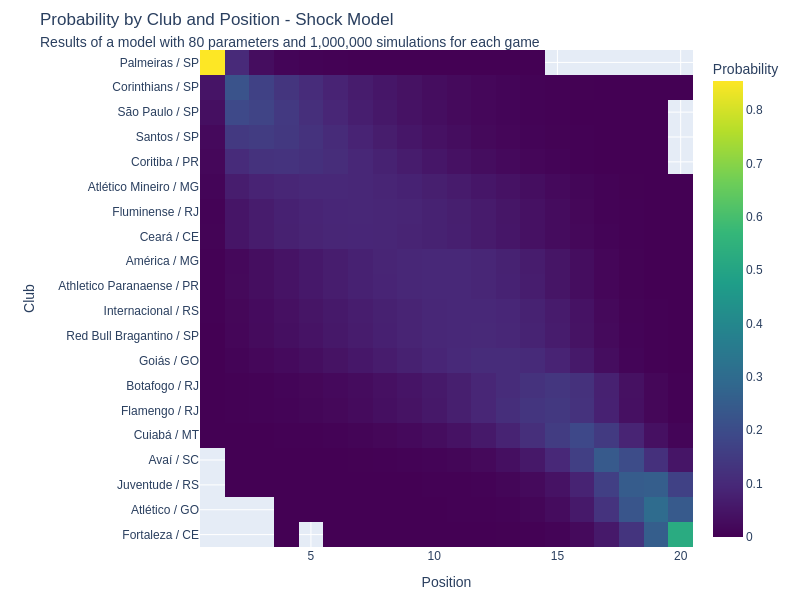 Probability by Club and Position - Shock Model
Results of a model with 80 parameters and 1,000,000 simulations for each game
Probability
Palmeiras / SP
Corinthians / SP
São Paulo / SP
Santos / SP
Coritiba / PR
Atlético Mineiro / MG
Fluminense / RJ
Ceará / CE
América / MG
Athletico Paranaense / PR
Internacional / RS
Red Bull Bragantino / SP
Goiás / GO
Botafogo / RJ
Flamengo / RJ
Cuiabá / MT
Avaí / SC
Juventude / RS
Atlético / GO
Fortaleza / CE
Club
5 10 15 20
Position
0.8
0.7
0.6
0.5
0.4
0.3
0.2
0.1
0